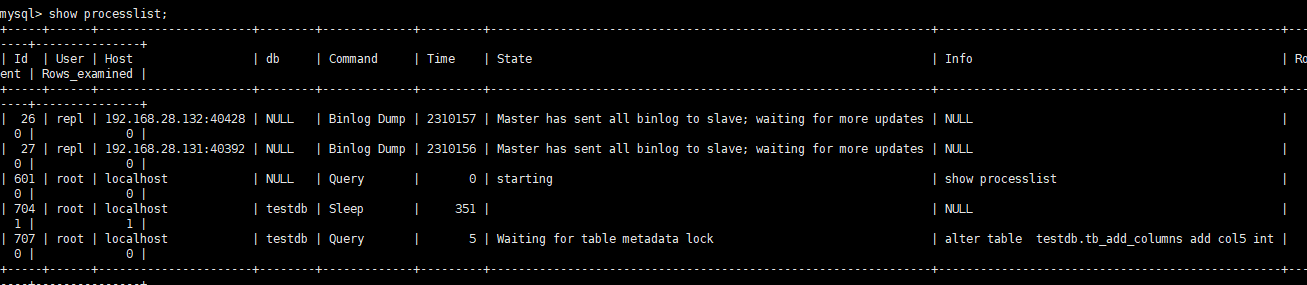 mysql> show processlist;
+-----+------+----------------------+--------+-------------+---------+---------------------------------------------------------------+------------------------------------------------+---
----+---------------+
| Id  | User | Host                 | db     | Command     | Time    | State                                                         | Info                                           | Ro
ent | Rows_examined |
+-----+------+----------------------+--------+-------------+---------+---------------------------------------------------------------+------------------------------------------------+---
----+---------------+
|  26 | repl | 192.168.28.132:40428 | NULL   | Binlog Dump | 2310157 | Master has sent all binlog to slave; waiting for more updates | NULL                                           |
  0 |             0 |
|  27 | repl | 192.168.28.131:40392 | NULL   | Binlog Dump | 2310156 | Master has sent all binlog to slave; waiting for more updates | NULL                                           |
  0 |             0 |
| 601 | root | localhost            | NULL   | Query       |       0 | starting                                                      | show processlist                               |
  0 |             0 |
| 704 | root | localhost            | testdb | Sleep       |     351 |                                                               | NULL                                           |
  1 |             1 |
| 707 | root | localhost            | testdb | Query       |       5 | Waiting for table metadata lock                               | alter table  testdb.tb_add_columns add col5 int |
  0 |             0 |
+-----+------+----------------------+--------+-------------+---------+---------------------------------------------------------------+------------------------------------------------+---
----+---------------+